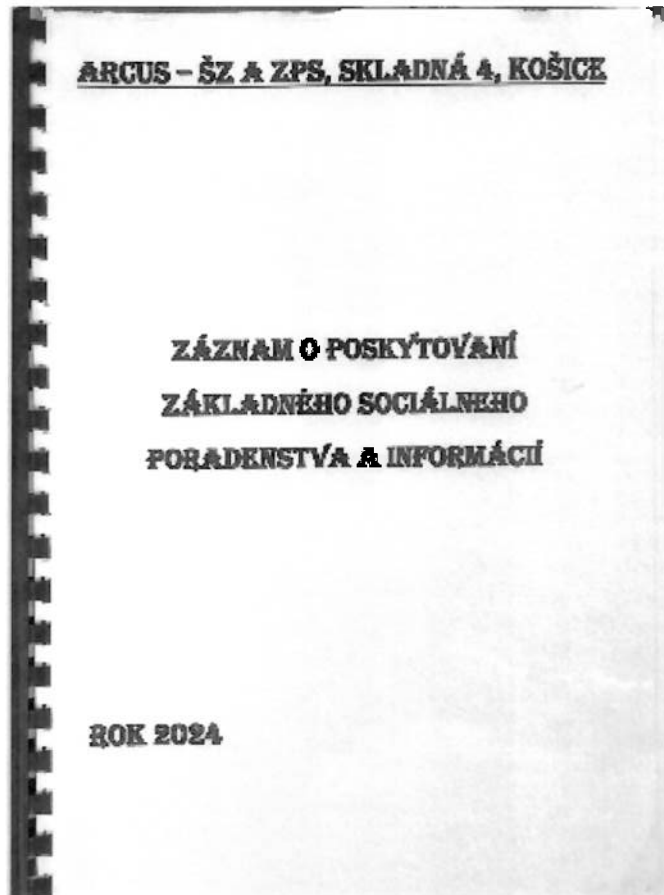 ARCUS – ŠZ A ZPS, SKLADNÁ 4, KOŠICE
ZÁZNAM O POSKYTOVANÍ
ZÁKLADNÉHO SOCIÁLNEHO
PORADENSTVA A INFORMÁCIÍ
ROK 2024